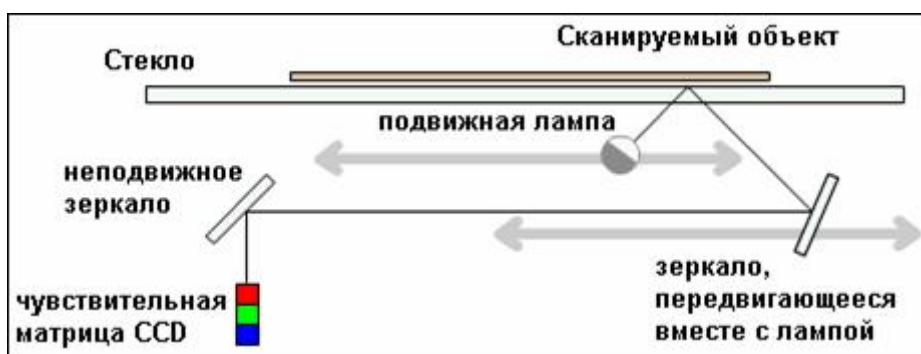 Сканируемый объект
Стекло
подвижная лампа
неподвижное
зеркало
зеркало,
передвигающееся
вместе с лампой
чувствительная
матрица CCD